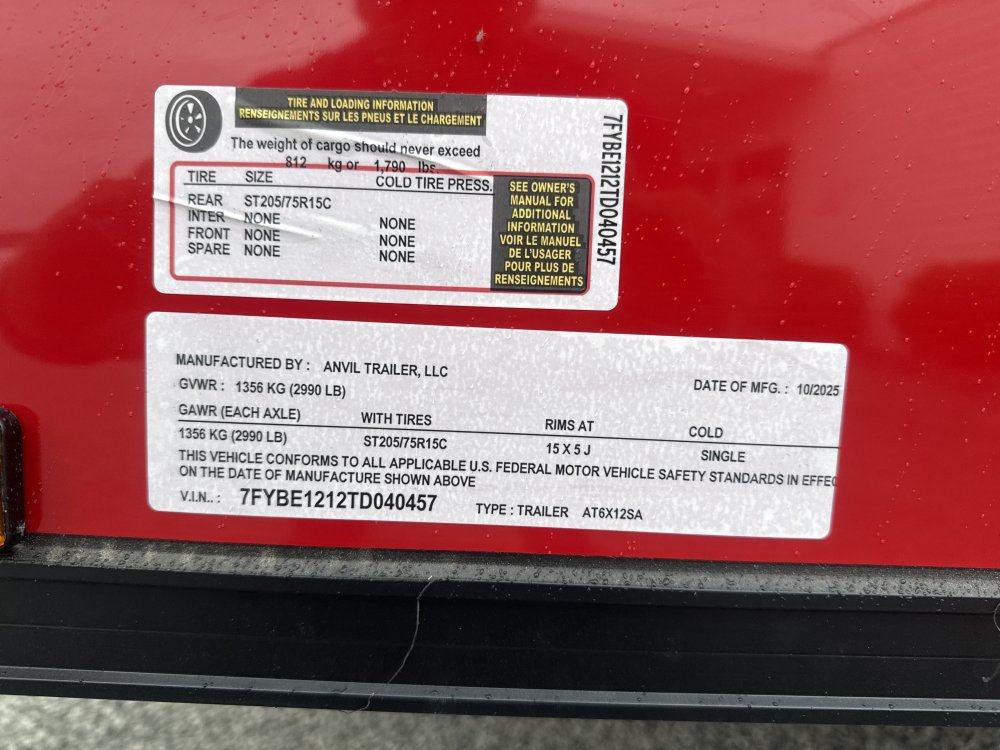 TIRE AND LOADING INFORMATION
RENSEIGNEMENTS SUR LES PNEUS ET LE CHARGEMENT
The weight of cargo should never exceed
812 kg or 1,790 lbs.
TIRE SIZE COLD TIRE PRESS.
REAR ST205/75R15C
INTER NONE NONE
FRONT NONE NONE
SPARE NONE NONE
SEE OWNER'S
MANUAL FOR
ADDITIONAL
INFORMATION
VOIR LE MANUEL
DE L'USAGER
POUR PLUS DE
RENSEIGNEMENTS
7FYBE1212TD040457
MANUFACTURED BY : ANVIL TRAILER, LLC
GVWR : 1356 KG (2990 LB) DATE OF MFG. : 10/2025
GAWR (EACH AXLE) WITH TIRES RIMS AT COLD
1356 KG (2990 LB) ST205/75R15C 15 X 5 J SINGLE
THIS VEHICLE CONFORMS TO ALL APPLICABLE U.S. FEDERAL MOTOR VEHICLE SAFETY STANDARDS IN EFFEC
ON THE DATE OF MANUFACTURE SHOWN ABOVE
V.I.N.. : 7FYBE1212TD040457 TYPE : TRAILER AT6X12SA